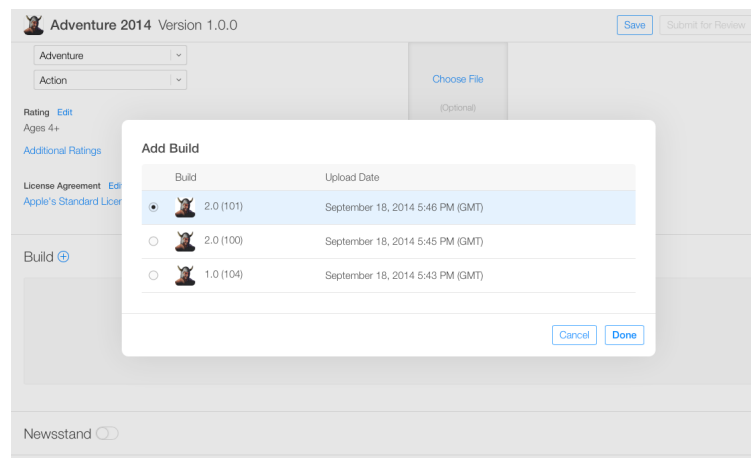 Adventure 2014 Version 1.0.0
Save
Submit for Review
Adventure
Action
Choose File
(Optional)
Rating Edit
Ages 4+
Additional Ratings
License Agreement
Apple's Standard
Add Build
Build Upload Date
2.0 (101) September 18, 2014 5:46 PM (GMT)
2.0 (100) September 18, 2014 5:45 PM (GMT)
1.0 (104) September 18, 2014 5:43 PM (GMT)
Build
Cancel
Done
Newsstand